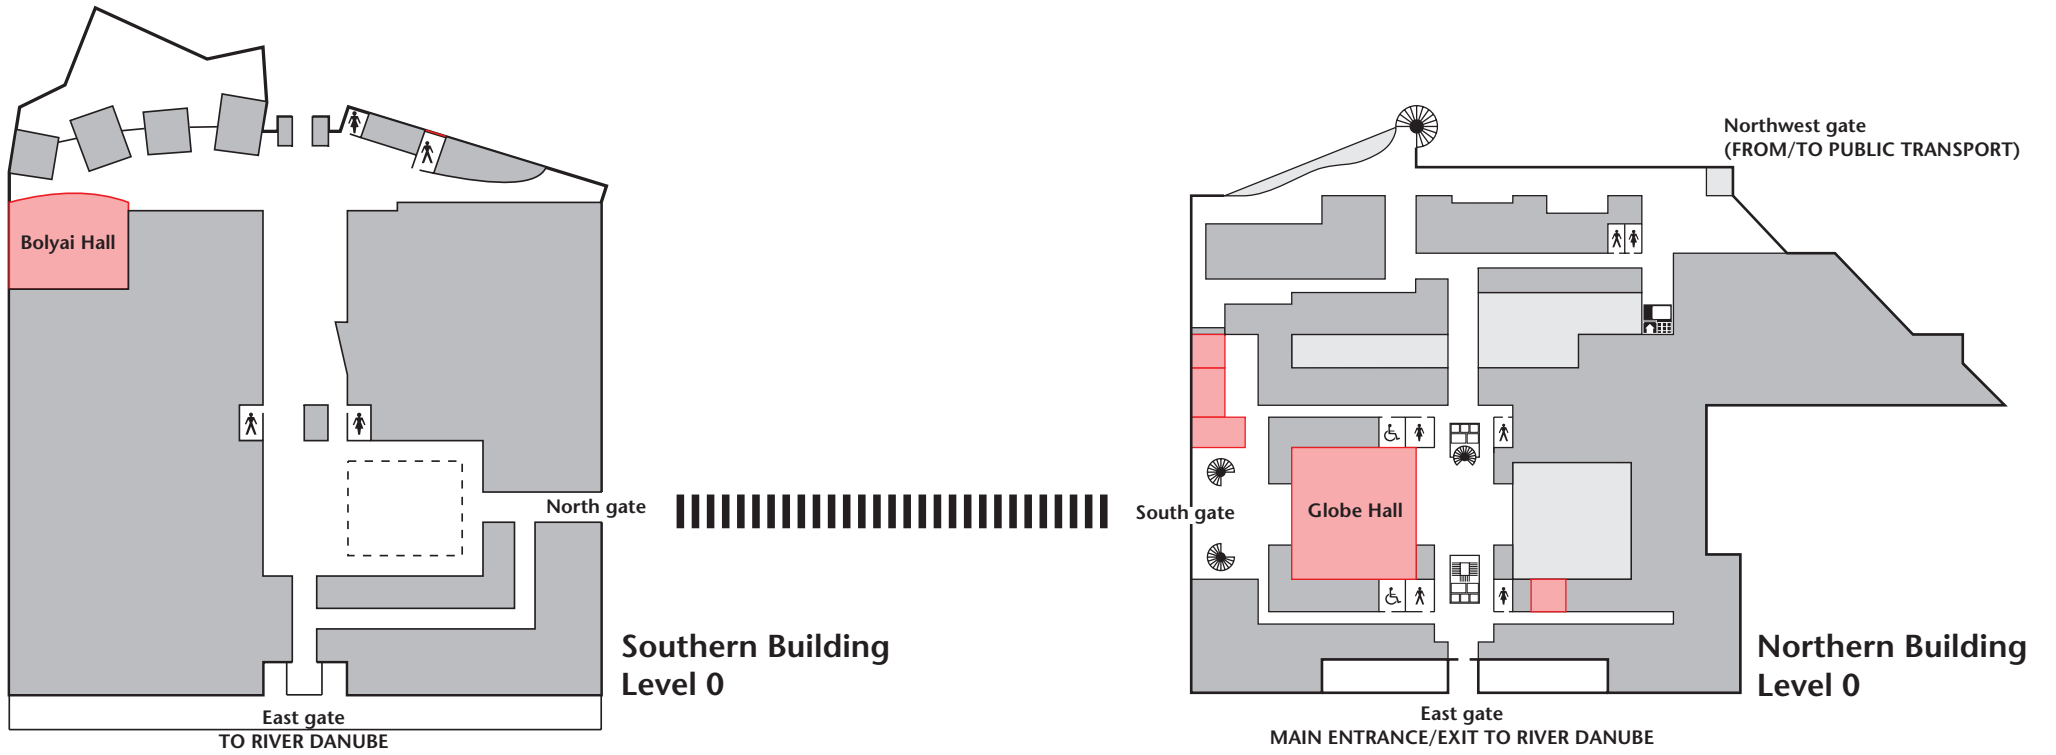 Northwest gate
(FROM/TO PUBLIC TRANSPORT)
Bolyai Hall
North gate
South gate
Globe Hall
Southern Building
Level 0
Northern Building
Level 0
East gate
TO RIVER DANUBE
East gate
MAIN ENTRANCE/EXIT TO RIVER DANUBE